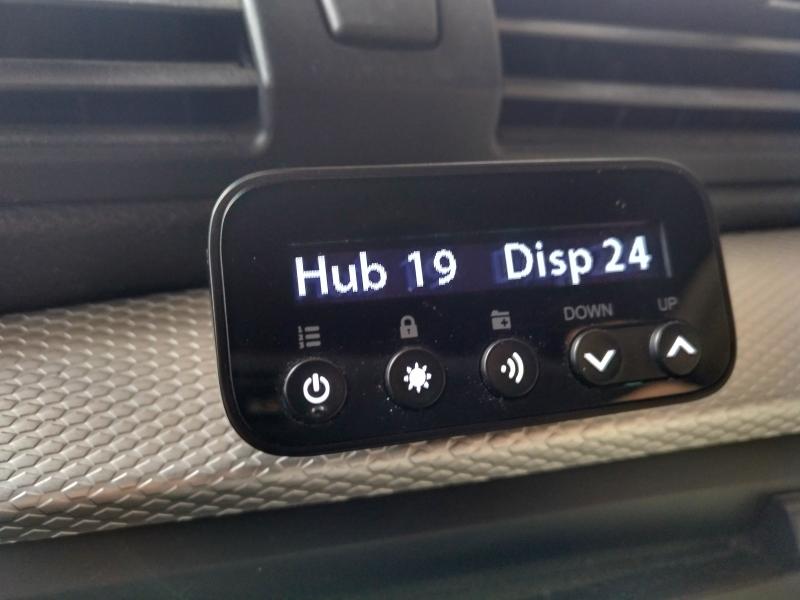 Hub 19 Disp 24
DOWN UP